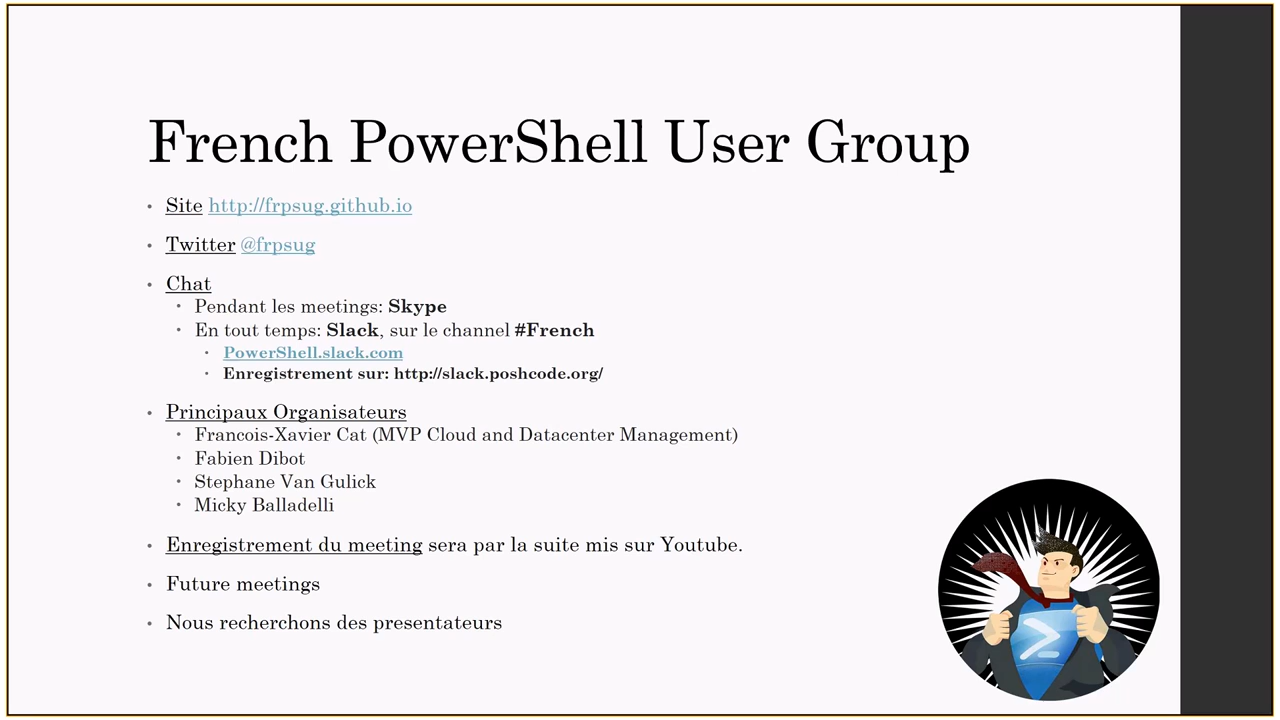 French PowerShell User Group
• Site http://frpsug.github.io
• Twitter @frpsug
• Chat
• Pendant les meetings: Skype
• En tout temps: Slack, sur le channel #French
• PowerShell.slack.com
• Enregistrement sur: http://slack.poshcode.org/
• Principaux Organisateurs
• Francois-Xavier Cat (MVP Cloud and Datacenter Management)
• Fabien Dibot
• Stephane Van Gulick
• Micky Balladelli
• Enregistrement du meeting sera par la suite mis sur Youtube.
• Future meetings
• Nous recherchons des presentateurs